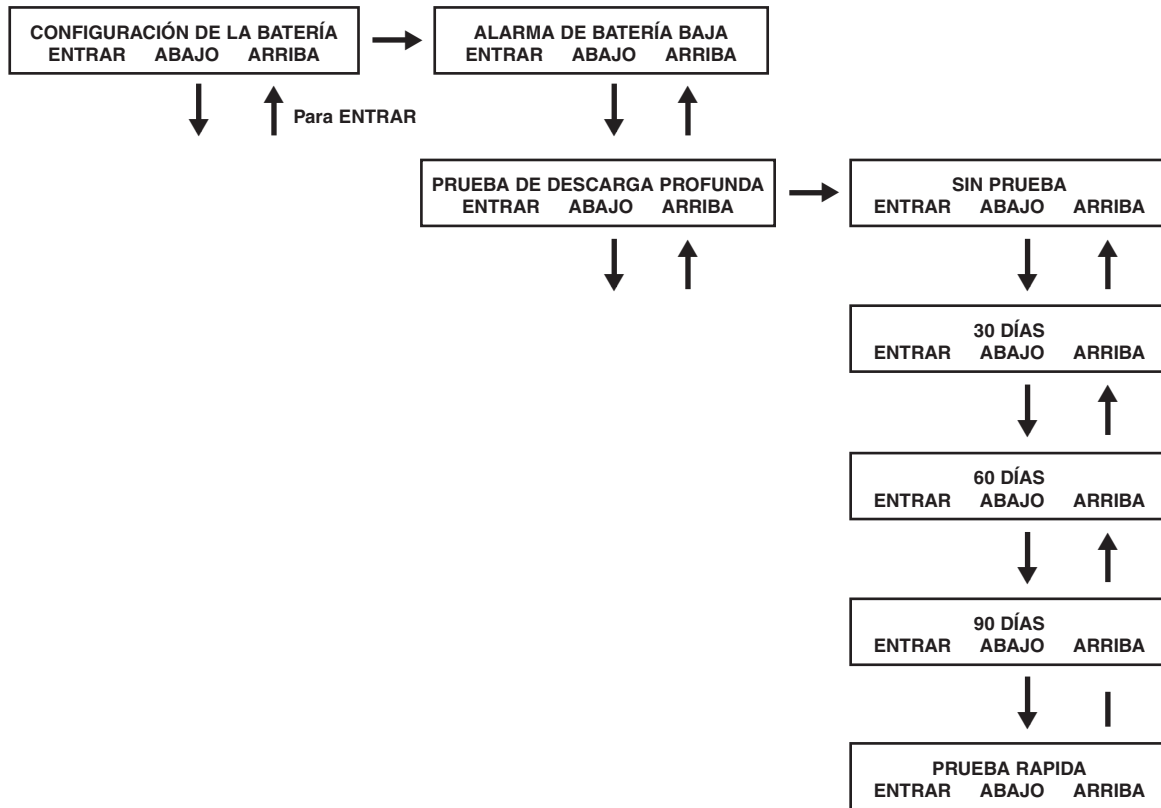 CONFIGURACIÓN DE LA BATERÍA
ENTRAR ABAJO ARRIBA
ALARMA DE BATERÍA BAJA
ENTRAR ABAJO ARRIBA
Para ENTRAR
PRUEBA DE DESCARGA PROFUNDA
ENTRAR ABAJO ARRIBA
SIN PRUEBA
ENTRAR ABAJO ARRIBA
30 DÍAS
ENTRAR ABAJO ARRIBA
60 DÍAS
ENTRAR ABAJO ARRIBA
90 DÍAS
ENTRAR ABAJO ARRIBA
PRUEBA RAPIDA
ENTRAR ABAJO ARRIBA